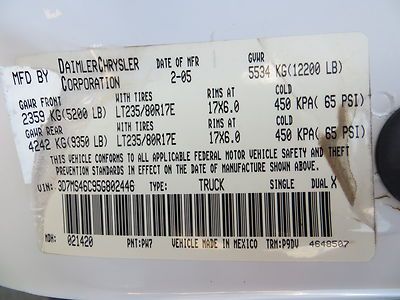 MFD BY DAIMLERCHRYSLER CORPORATION
DATE OF MFR 2-05
GVWR 5534 KG(12200 LB)
GAWR FRONT WITH TIRES RIMS AT COLD
2359 KG(5200 LB) LT235/80R17E 17X6.0 450 KPA( 65 PSI)
GAWR REAR WITH TIRES RIMS AT COLD
4242 KG(9350 LB) LT235/80R17E 17X6.0 450 KPA( 65 PSI)
THIS VEHICLE CONFORMS TO ALL APPLICABLE FEDERAL MOTOR VEHICLE SAFETY AND THEFT
PREVENTION STANDARDS IN EFFECT ON THE DATE OF MANUFACTURE SHOWN ABOVE.
VIN: 3D7MS46C95G802446 TYPE: TRUCK SINGLE DUAL X
MDH: 021420 PNT:PW7 VEHICLE MADE IN MEXICO TRM:P9DV 4648507